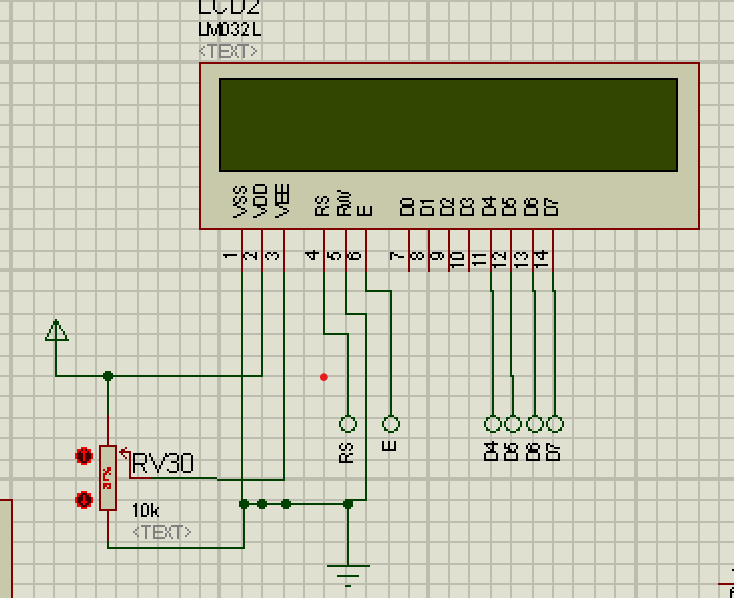 LCD2
LM032L
<TEXT>
VSS VDD VEE RS RW E D0 D1 D2 D3 D4 D5 D6 D7
1 2 3 4 5 6 7 8 9 10 11 12 13 14
RS E D4 D5 D6 D7
RV30
10k
<TEXT>